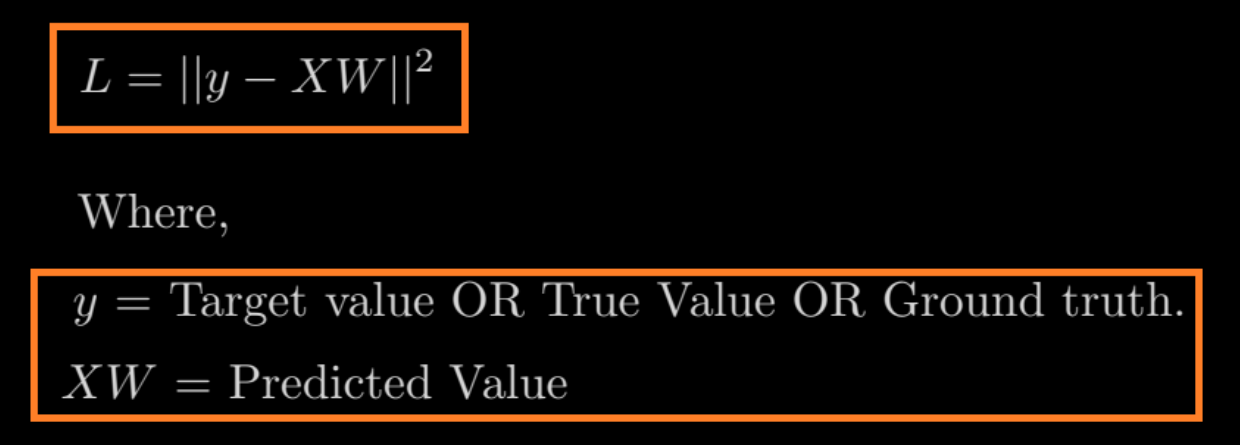 L = ||y − XW||²
Where,
y = Target value OR True Value OR Ground truth.
XW = Predicted Value